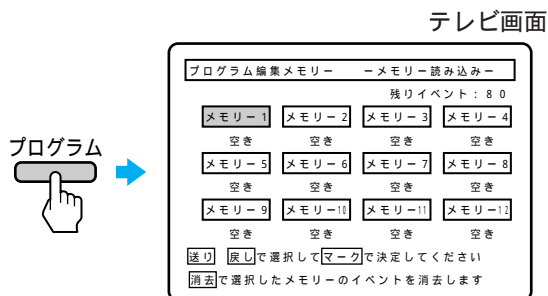 テレビ画面
プログラム編集メモリー －メモリー読み込み－
残りイベント：80
メモリー1 メモリー2 メモリー3 メモリー4
空き 空き 空き 空き
プログラム
メモリー5 メモリー6 メモリー7 メモリー8
空き 空き 空き 空き
メモリー9 メモリー10 メモリー11 メモリー12
空き 空き 空き 空き
送り 戻しで選択してマークで決定してください
消去で選択したメモリーのイベントを消去します